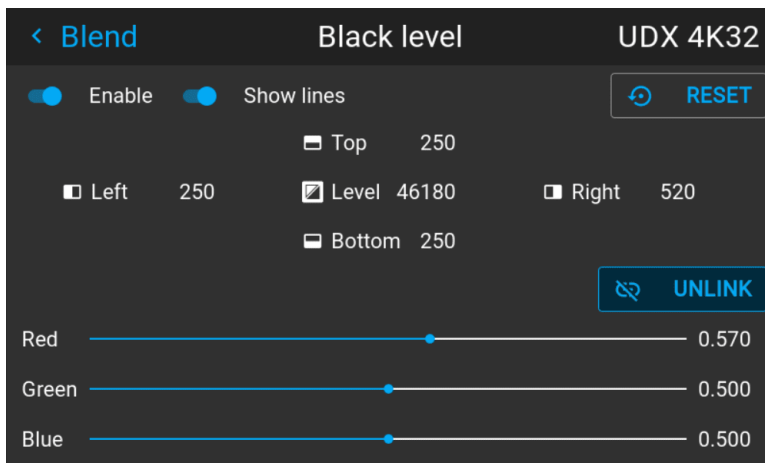 Blend Black level UDX 4K32
Enable Show lines RESET
Top 250
Left 250 Level 46180 Right 520
Bottom 250
UNLINK
Red 0.570
Green 0.500
Blue 0.500